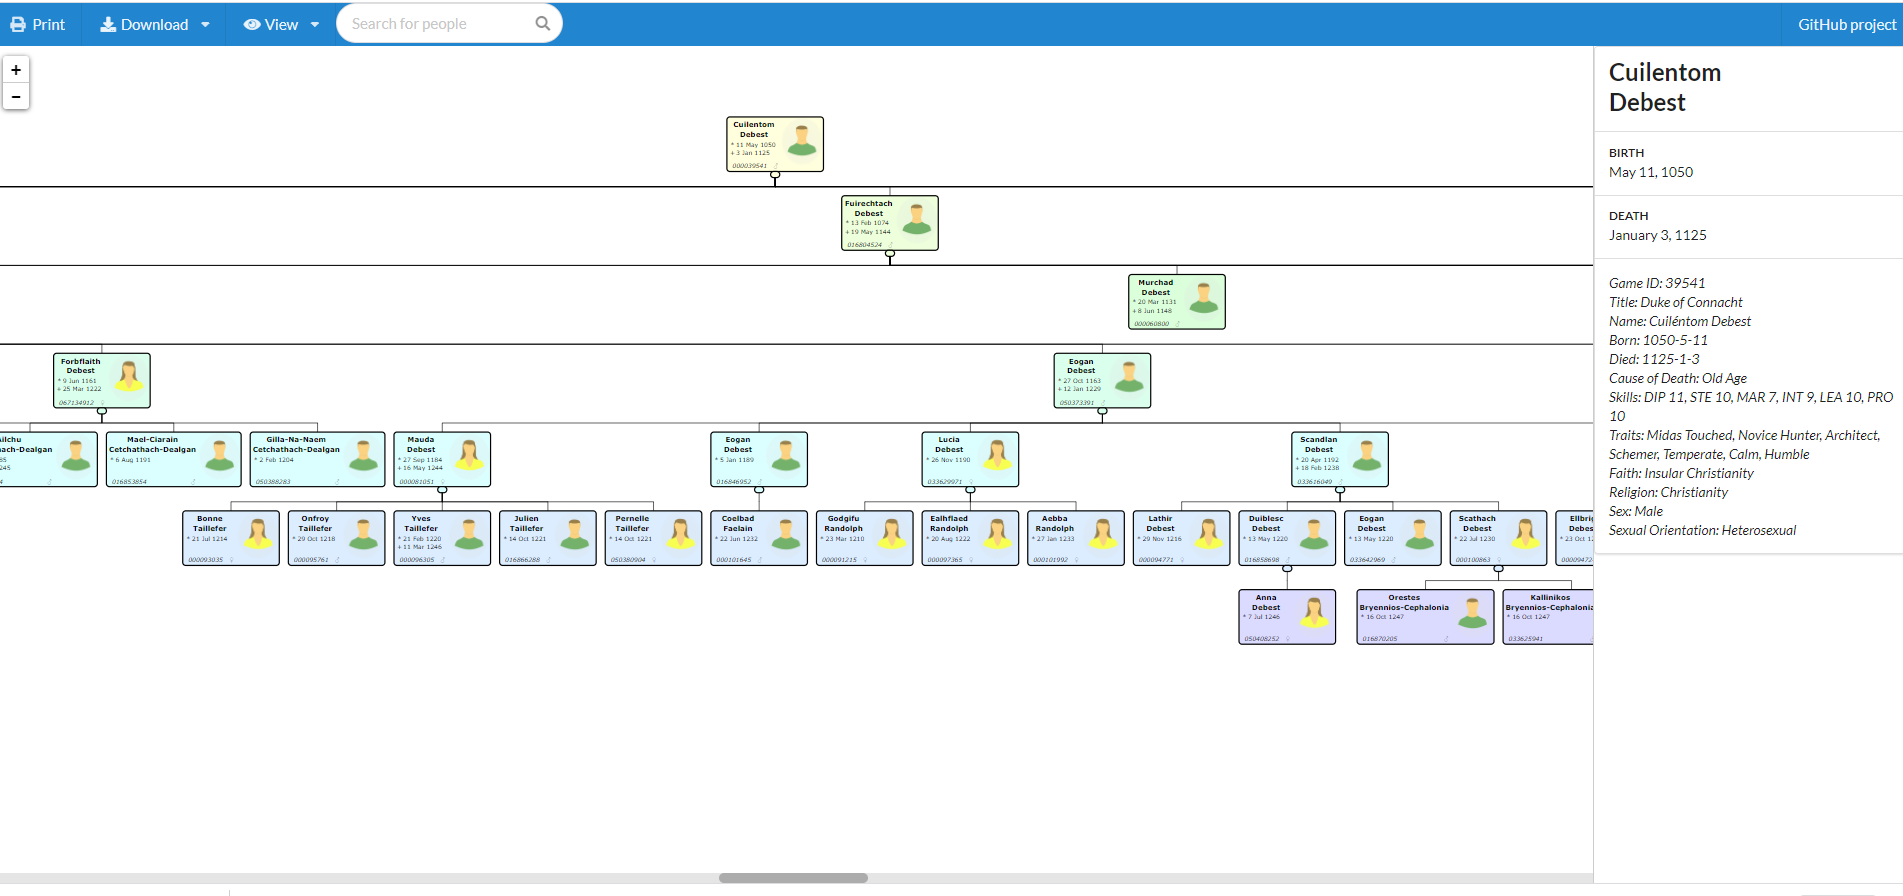 Print
Download
View
Search for people
GitHub project
+
−
Cuilentom
Debest
* 11 May 1050
+ 3 Jan 1125
000039541 ♂
Fuirechtach
Debest
* 13 Feb 1074
+ 19 May 1144
016804524 ♂
Murchad
Debest
* 20 Mar 1131
+ 8 Jun 1148
000060800 ♂
Forbflaith
Debest
* 9 Jun 1161
+ 25 Mar 1222
067134912 ♀
Eogan
Debest
* 27 Oct 1163
+ 12 Jan 1229
050373391 ♂
ilchu
ach-Dealgan
85
245
4 ♂
Mael-Ciarain
Cetchathach-Dealgan
* 6 Aug 1191
016853854 ♂
Gilla-Na-Naem
Cetchathach-Dealgan
* 2 Feb 1204
050388283 ♂
Mauda
Debest
* 27 Sep 1184
+ 16 May 1244
000081051 ♀
Eogan
Debest
* 5 Jan 1189
016846952 ♂
Lucia
Debest
* 26 Nov 1190
033629971 ♀
Scandlan
Debest
* 20 Apr 1192
+ 18 Feb 1238
033616049 ♂
Bonne
Taillefer
* 21 Jul 1214
000093035 ♀
Onfroy
Taillefer
* 29 Oct 1218
000095761 ♂
Yves
Taillefer
* 21 Feb 1220
+ 11 Mar 1246
000096305 ♂
Julien
Taillefer
* 14 Oct 1221
016866288 ♂
Pernelle
Taillefer
* 14 Oct 1221
050380904 ♀
Coelbad
Faelain
* 22 Jun 1232
000101645 ♂
Godgifu
Randolph
* 23 Mar 1210
000091215 ♀
Ealhflaed
Randolph
* 20 Aug 1222
000097365 ♀
Aebba
Randolph
* 27 Jan 1233
000101992 ♀
Lathir
Debest
* 29 Nov 1216
000094771 ♀
Duiblesc
Debest
* 13 May 1220
016858698 ♂
Eogan
Debest
* 13 May 1220
033642969 ♂
Scathach
Debest
* 22 Jul 1230
000100863 ♀
Ellbrig
Debes
* 23 Oct 12
00009472
Anna
Debest
* 7 Jul 1246
050408252 ♀
Orestes
Bryennios-Cephalonia
* 16 Oct 1247
016870205 ♂
Kallinikos
Bryennios-Cephalonia
* 16 Oct 1247
033625941
Cuilentom
Debest
BIRTH
May 11, 1050
DEATH
January 3, 1125
Game ID: 39541
Title: Duke of Connacht
Name: Cuiléntom Debest
Born: 1050-5-11
Died: 1125-1-3
Cause of Death: Old Age
Skills: DIP 11, STE 10, MAR 7, INT 9, LEA 10, PRO
10
Traits: Midas Touched, Novice Hunter, Architect,
Schemer, Temperate, Calm, Humble
Faith: Insular Christianity
Religion: Christianity
Sex: Male
Sexual Orientation: Heterosexual